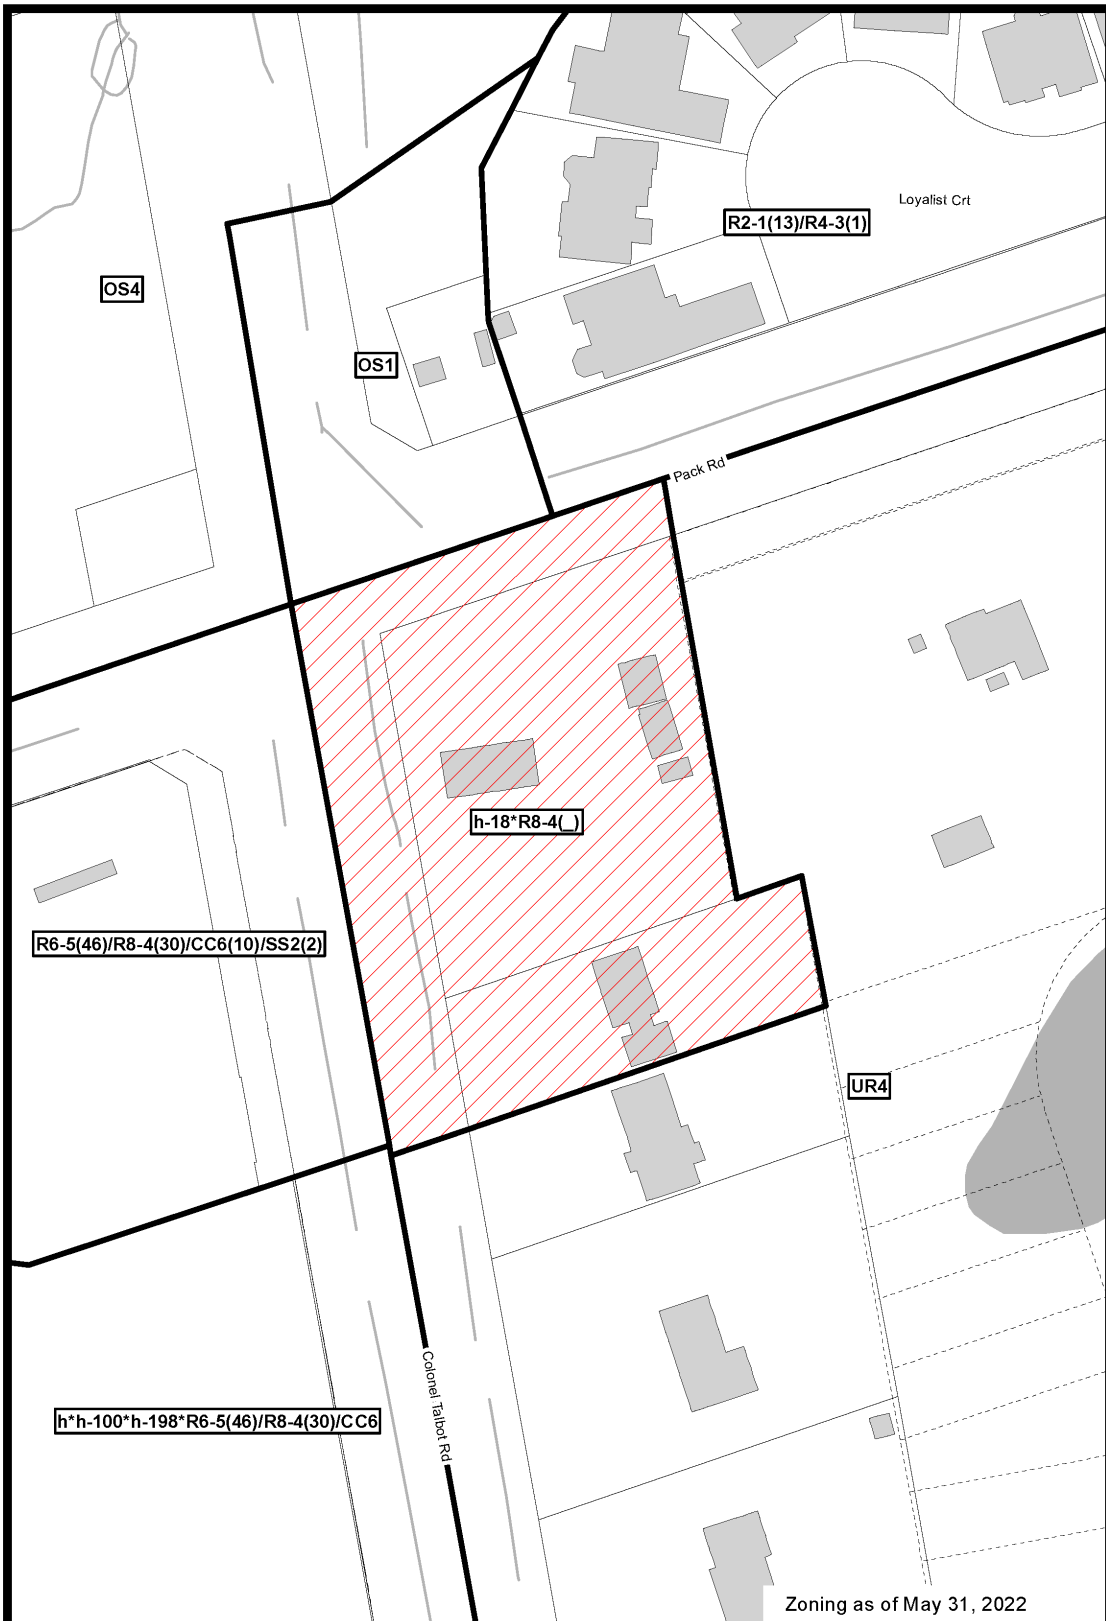 Loyalist Crt
R2-1(13)/R4-3(1)
OS4
OS1
Pack Rd
h-18*R8-4(_)
R6-5(46)/R8-4(30)/CC6(10)/SS2(2)
UR4
Colonel Talbot Rd
h*h-100*h-198*R6-5(46)/R8-4(30)/CC6
Zoning as of May 31, 2022